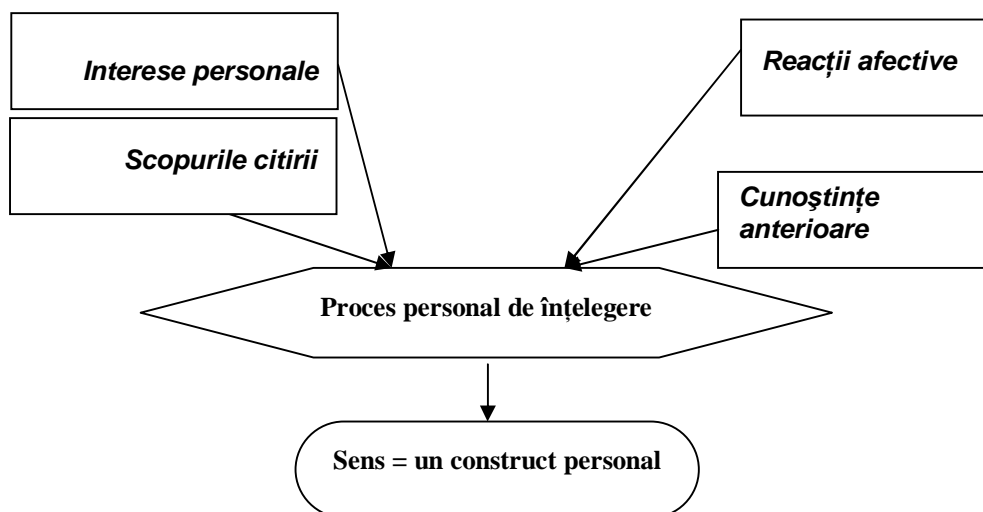 Interese personale
Reacții afective
Scopurile citirii
Cunoştințe
anterioare
Proces personal de înțelegere
Sens = un construct personal